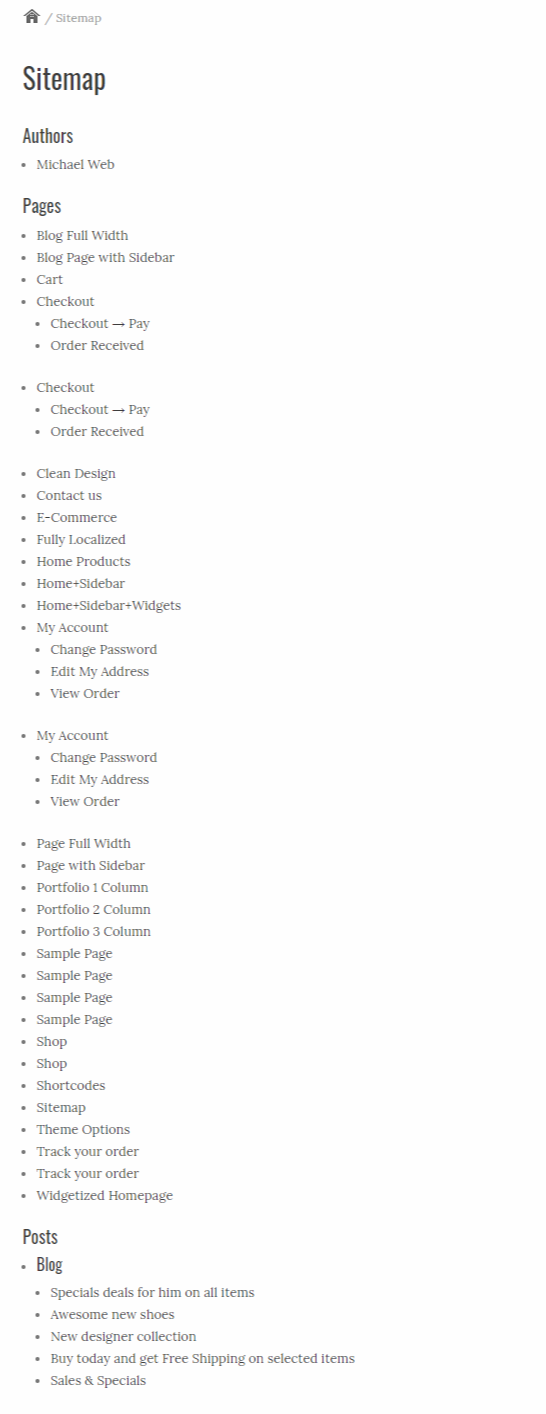 / Sitemap
Sitemap
Authors
Michael Web
Pages
Blog Full Width
Blog Page with Sidebar
Cart
Checkout
Checkout → Pay
Order Received
Checkout
Checkout → Pay
Order Received
Clean Design
Contact us
E-Commerce
Fully Localized
Home Products
Home+Sidebar
Home+Sidebar+Widgets
My Account
Change Password
Edit My Address
View Order
My Account
Change Password
Edit My Address
View Order
Page Full Width
Page with Sidebar
Portfolio 1 Column
Portfolio 2 Column
Portfolio 3 Column
Sample Page
Sample Page
Sample Page
Sample Page
Shop
Shop
Shortcodes
Sitemap
Theme Options
Track your order
Track your order
Widgetized Homepage
Posts
Blog
Specials deals for him on all items
Awesome new shoes
New designer collection
Buy today and get Free Shipping on selected items
Sales & Specials